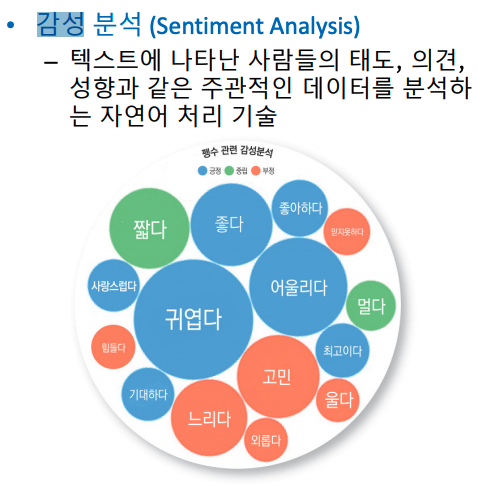 • 감성 분석 (Sentiment Analysis)
– 텍스트에 나타난 사람들의 태도, 의견,
성향과 같은 주관적인 데이터를 분석하
는 자연어 처리 기술
펭수 관련 감성분석
긍정 중립 부정
짧다
좋다
좋아하다
믿지못하다
사랑스럽다
귀엽다
어울리다
멀다
힘들다
최고이다
기대하다
고민
느리다
울다
외롭다